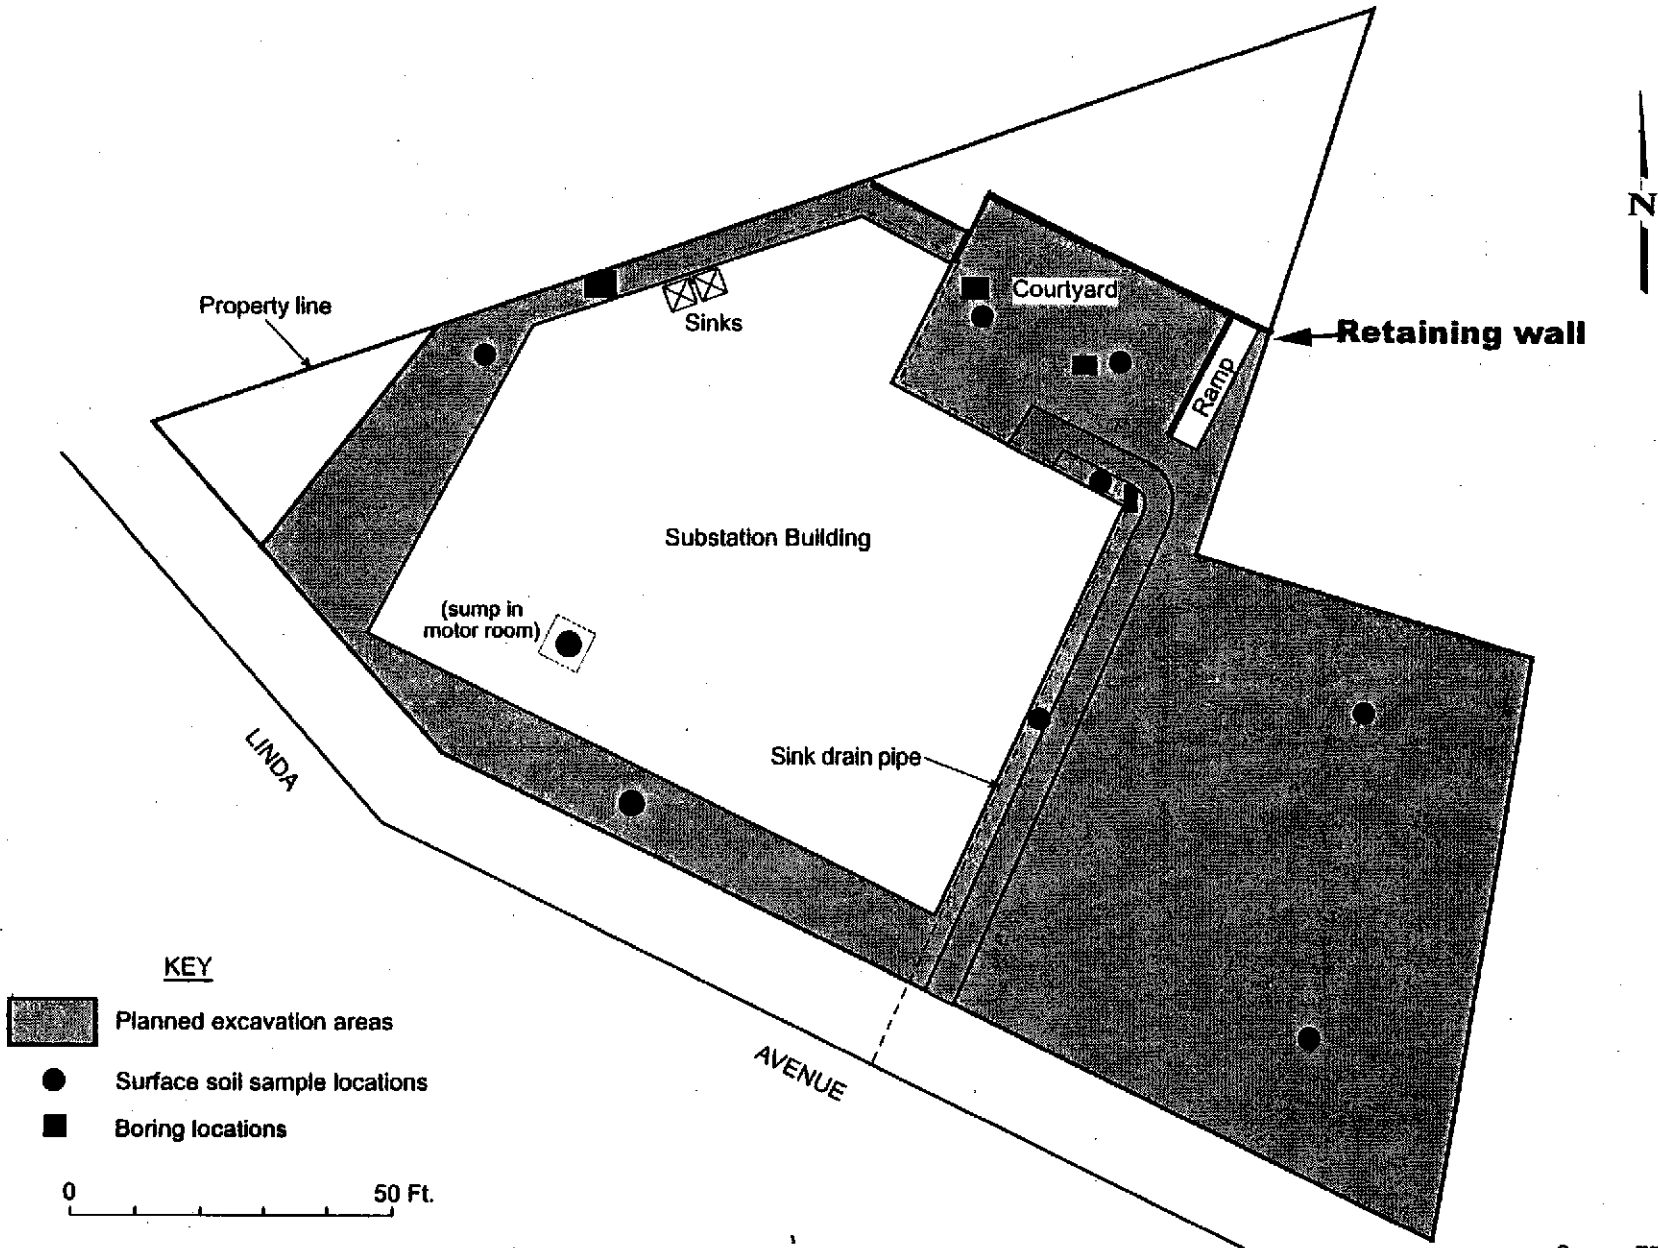 N
Property line
Sinks
Courtyard
Retaining wall
Ramp
Substation Building
(sump in
motor room)
LINDA
Sink drain pipe
AVENUE
KEY
Planned excavation areas
Surface soil sample locations
Boring locations
0 50 Ft.